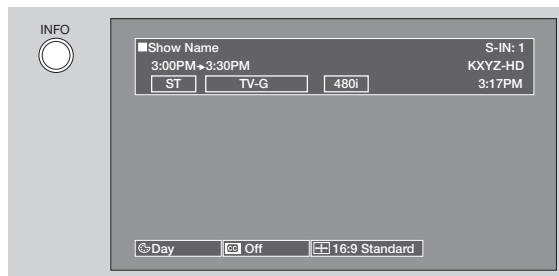 INFO
■Show Name S-IN: 1
3:00PM→3:30PM KXYZ-HD
ST TV-G 480i 3:17PM
Day CC Off 16:9 Standard